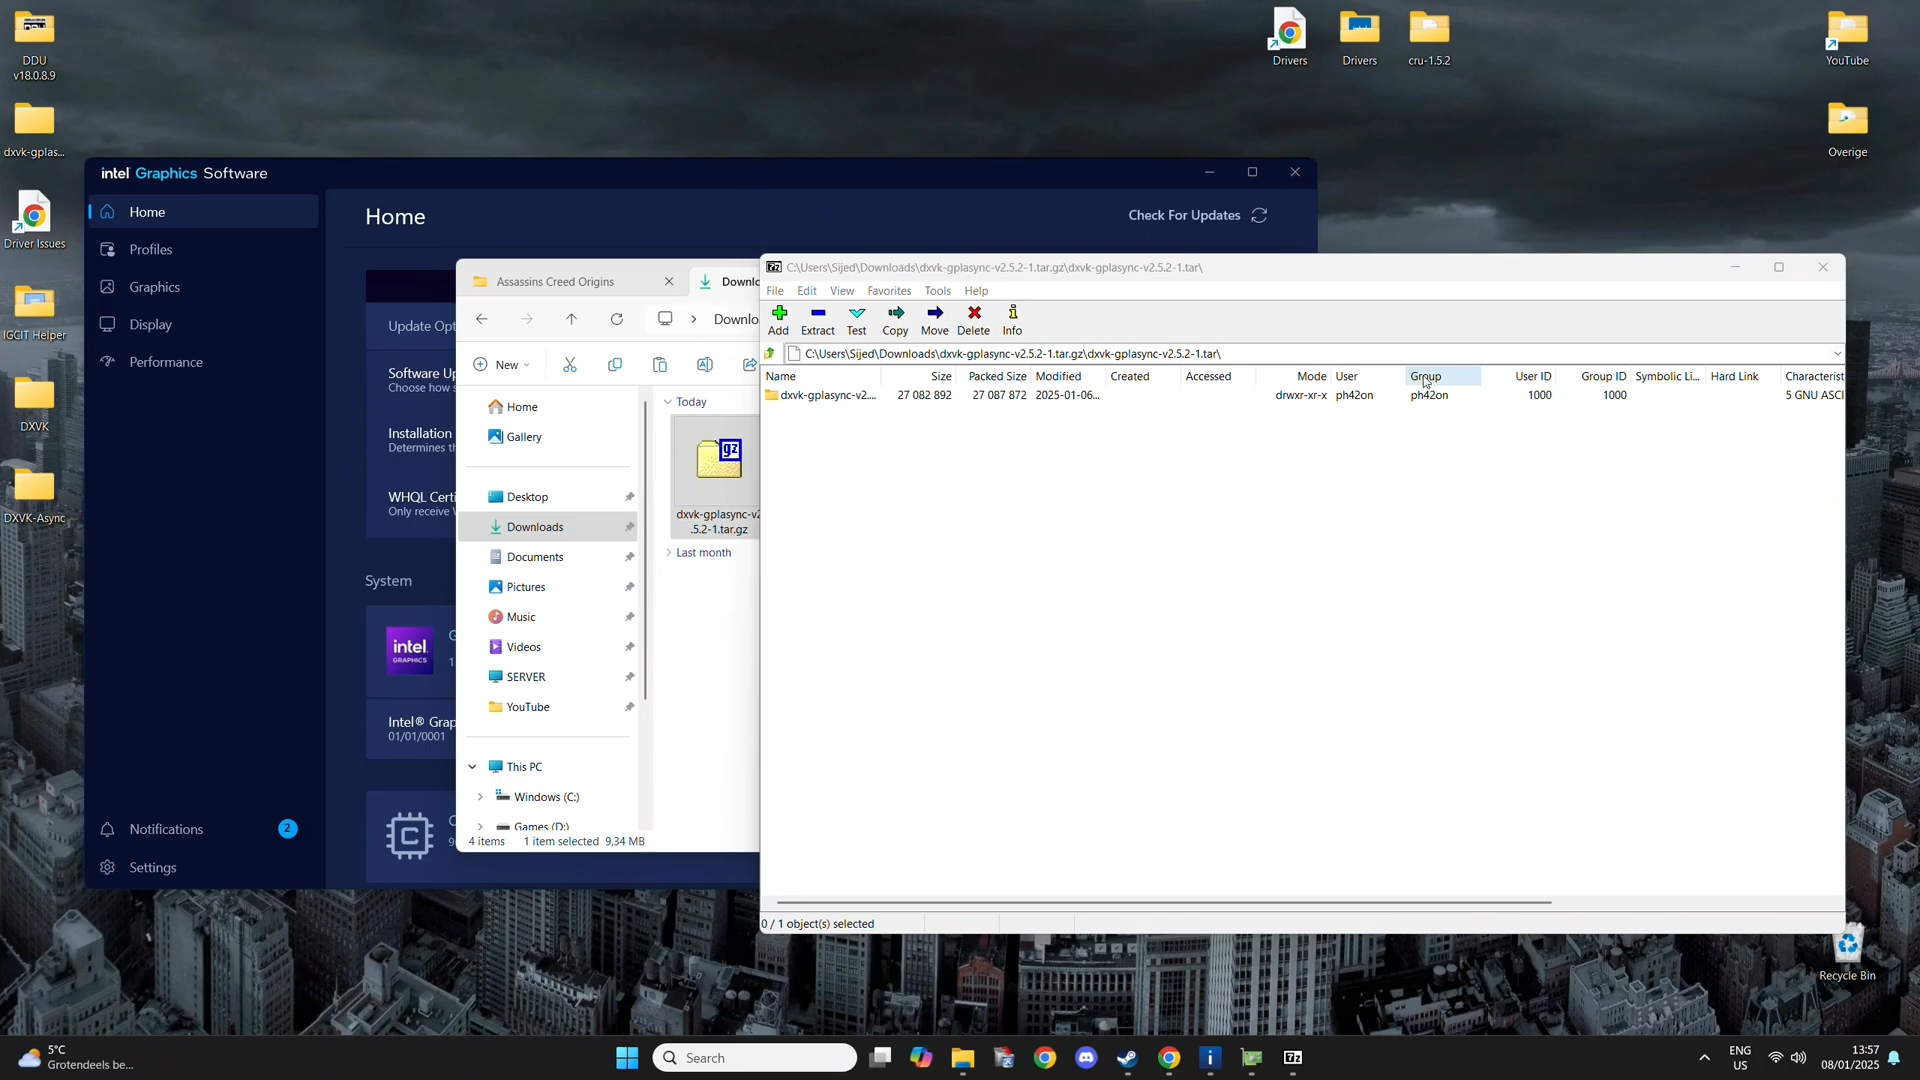 DDU
v18.0.8.9
dxvk-gplas...
Driver Issues
IGCIT Helper
DXVK
DXVK-Async
Drivers
Drivers
cru-1.5.2
YouTube
Overige
Recycle Bin
intel Graphics Software
Home
Profiles
Graphics
Display
Performance
Notifications
2
Settings
Home
Check For Updates
Update Opt
Software Up
Choose how s
Installation
Determines th
WHQL Certi
Only receive W
System
intel
GRAPHICS
Intel® Grap
01/01/0001
Assassins Creed Origins
Downlo
Downlo
New
Home
Gallery
Desktop
Downloads
Documents
Pictures
Music
Videos
SERVER
YouTube
This PC
Windows (C:)
Games (D:)
Today
gz
dxvk-gplasync-v2
.5.2-1.tar.gz
Last month
4 items 1 item selected 9,34 MB
7z C:\Users\Sijed\Downloads\dxvk-gplasync-v2.5.2-1.tar.gz\dxvk-gplasync-v2.5.2-1.tar\
File Edit View Favorites Tools Help
Add Extract Test Copy Move Delete Info
C:\Users\Sijed\Downloads\dxvk-gplasync-v2.5.2-1.tar.gz\dxvk-gplasync-v2.5.2-1.tar\
Name Size Packed Size Modified Created Accessed Mode User Group User ID Group ID Symbolic Li... Hard Link Characterist
dxvk-gplasync-v2.... 27 082 892 27 087 872 2025-01-06... drwxr-xr-x ph42on ph42on 1000 1000 5 GNU ASCI
0 / 1 object(s) selected
5°C
Grotendeels be...
Search
7z
ENG
US
13:57
08/01/2025